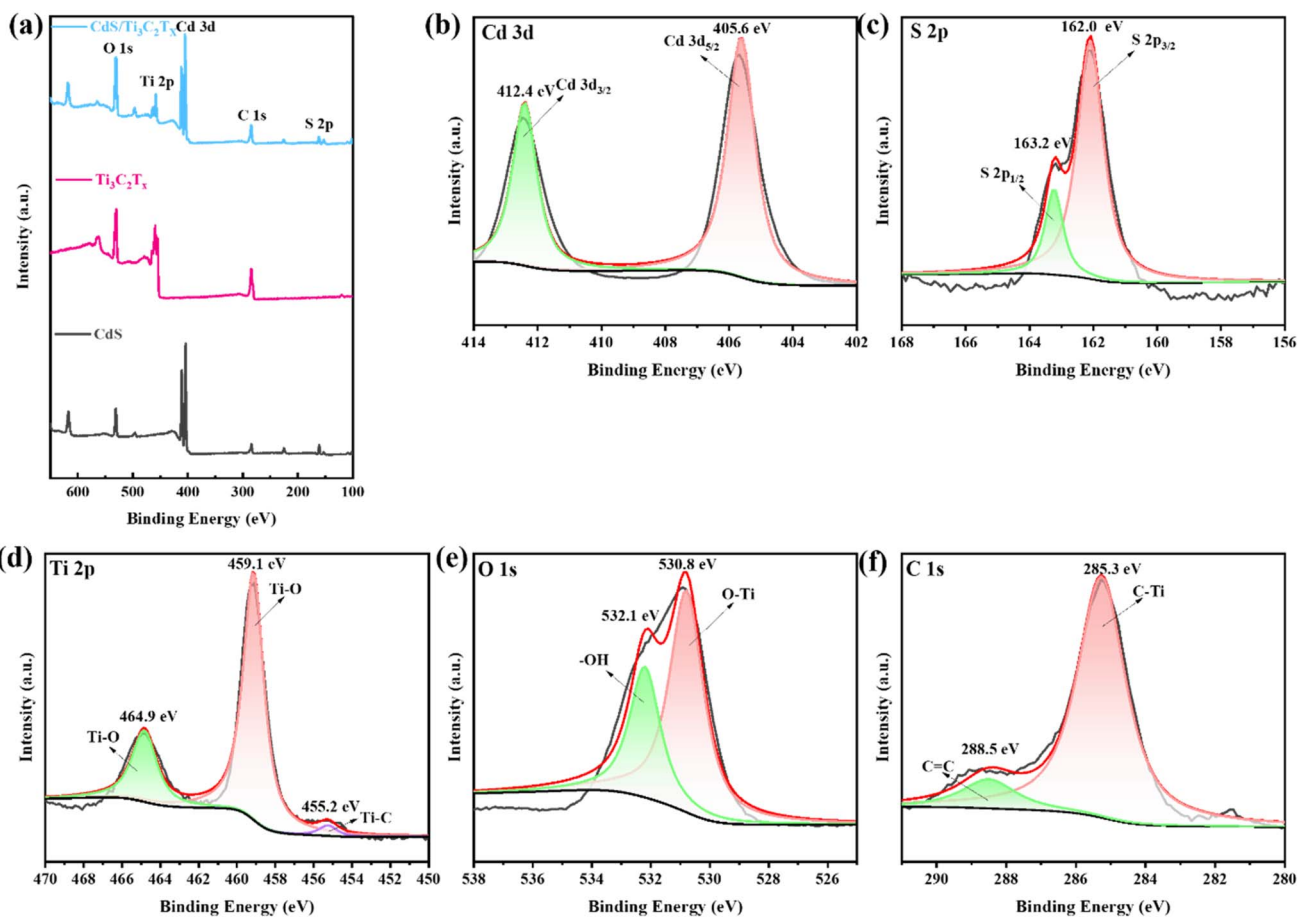 (a)
CdS/Ti₃C₂Tₓ
Cd 3d
O 1s
Ti 2p
C 1s
S 2p
Ti₃C₂Tₓ
CdS
Intensity (a.u.)
600 500 400 300 200 100
Binding Energy (eV)
(b)
Cd 3d
405.6 eV
Cd 3d₅/₂
412.4 eV
Cd 3d₃/₂
Intensity (a.u.)
414 412 410 408 406 404 402
Binding Energy (eV)
(c)
S 2p
162.0 eV
S 2p₃/₂
163.2 eV
S 2p₁/₂
Intensity (a.u.)
168 166 164 162 160 158 156
Binding Energy (eV)
(d)
Ti 2p
459.1 eV
Ti-O
464.9 eV
Ti-O
455.2 eV
Ti-C
Intensity (a.u.)
470 468 466 464 462 460 458 456 454 452 450
Binding Energy (eV)
(e)
O 1s
530.8 eV
O-Ti
532.1 eV
-OH
Intensity (a.u.)
538 536 534 532 530 528 526
Binding Energy (eV)
(f)
C 1s
285.3 eV
C-Ti
288.5 eV
C=C
Intensity (a.u.)
290 288 286 284 282 280
Binding Energy (eV)